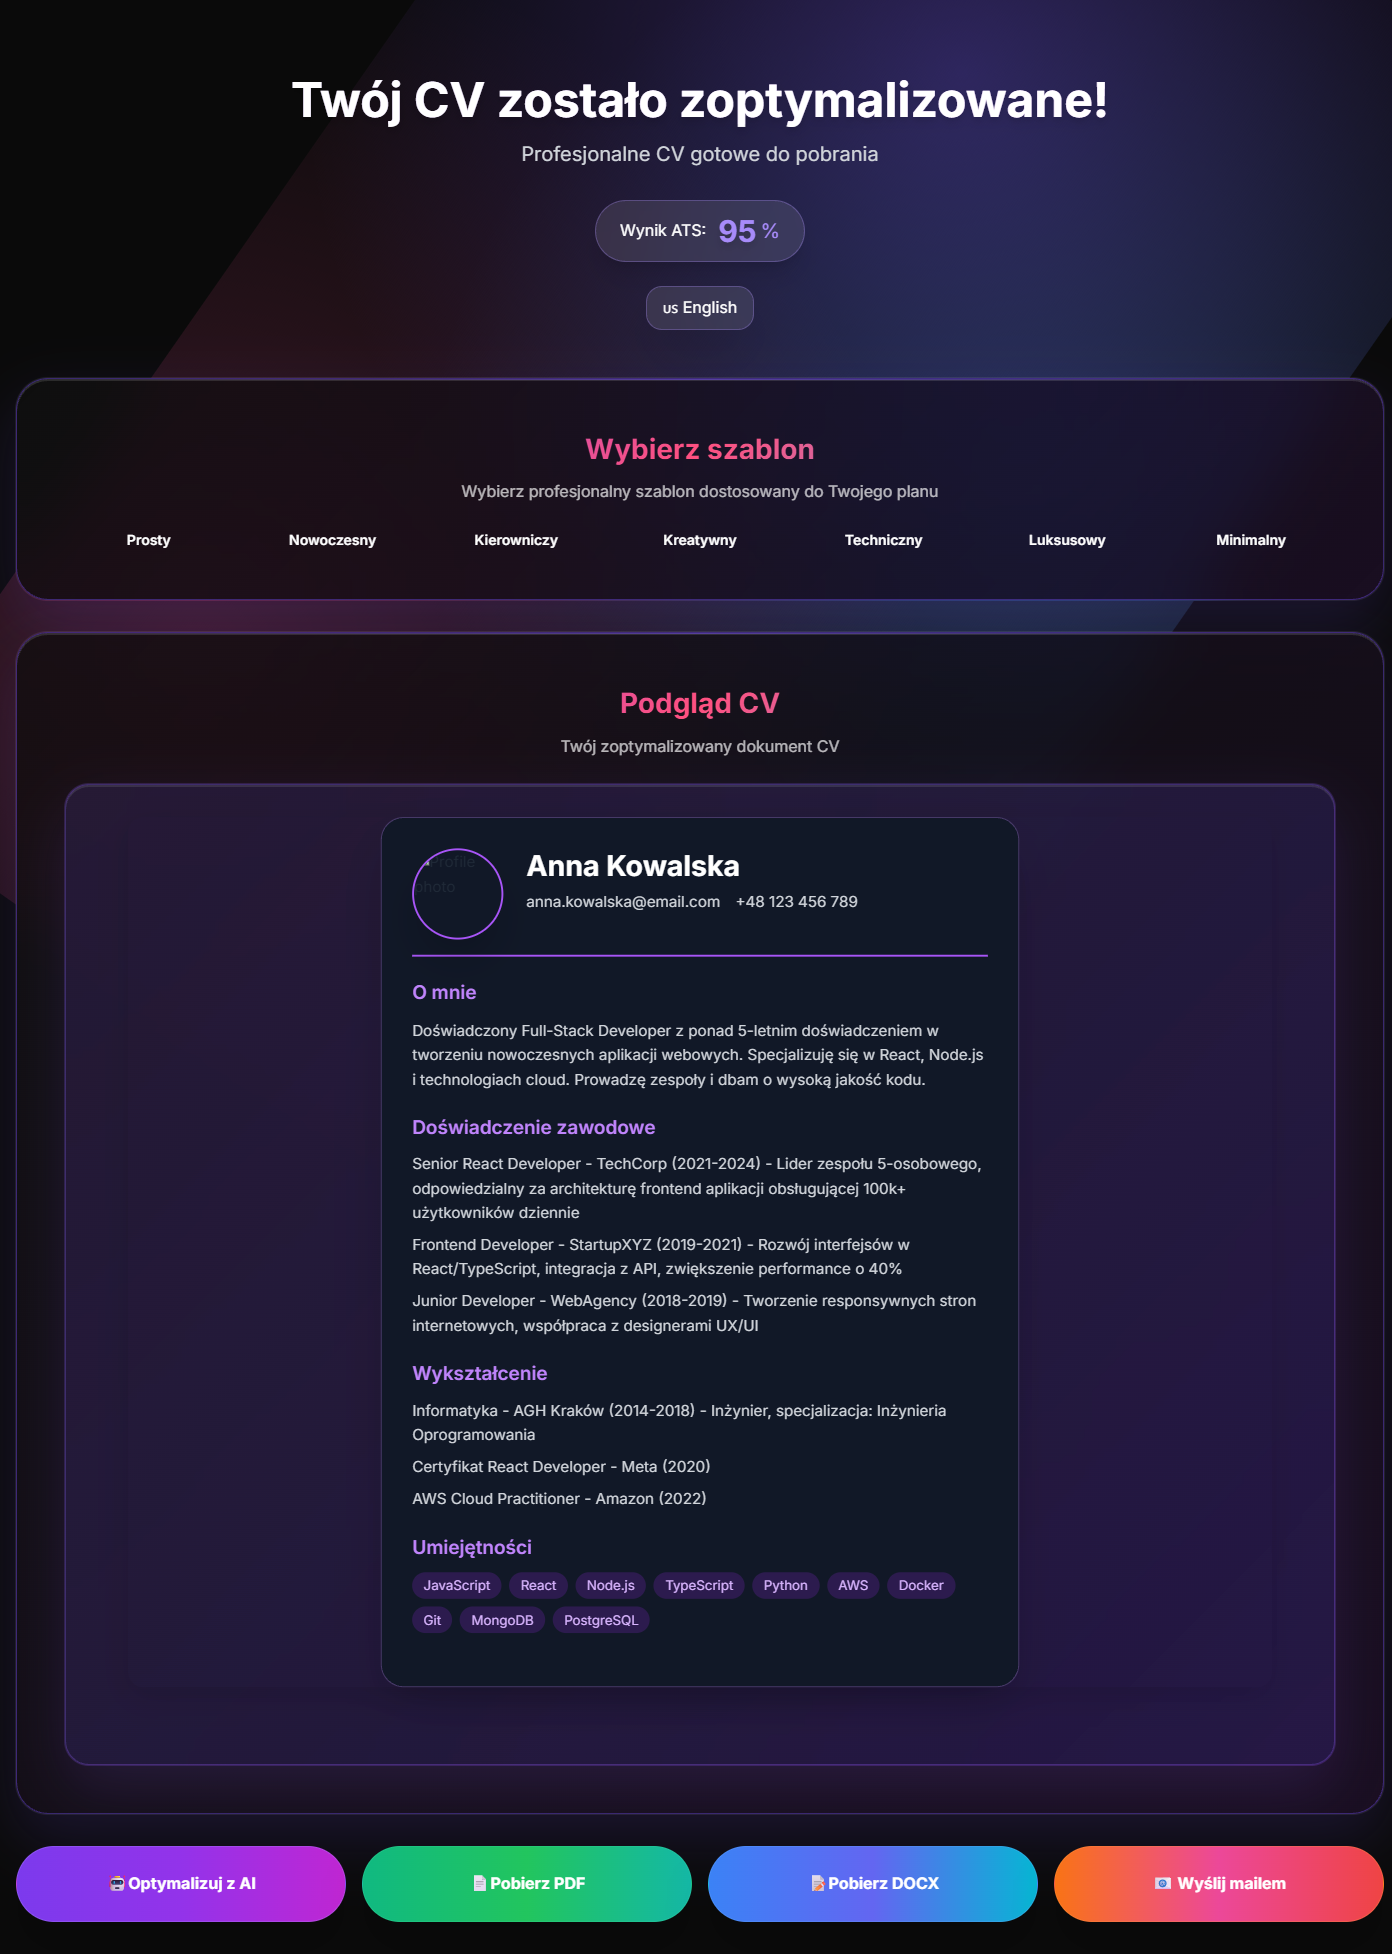 Twój CV zostało zoptymalizowane!
Profesjonalne CV gotowe do pobrania
Wynik ATS: 95 %
US English
Wybierz szablon
Wybierz profesjonalny szablon dostosowany do Twojego planu
Prosty Nowoczesny Kierowniczy Kreatywny Techniczny Luksusowy Minimalny
Podgląd CV
Twój zoptymalizowany dokument CV
Profile
photo
Anna Kowalska
anna.kowalska@email.com +48 123 456 789
O mnie
Doświadczony Full-Stack Developer z ponad 5-letnim doświadczeniem w
tworzeniu nowoczesnych aplikacji webowych. Specjalizuję się w React, Node.js
i technologiach cloud. Prowadzę zespoły i dbam o wysoką jakość kodu.
Doświadczenie zawodowe
Senior React Developer - TechCorp (2021-2024) - Lider zespołu 5-osobowego,
odpowiedzialny za architekturę frontend aplikacji obsługującej 100k+
użytkowników dziennie
Frontend Developer - StartupXYZ (2019-2021) - Rozwój interfejsów w
React/TypeScript, integracja z API, zwiększenie performance o 40%
Junior Developer - WebAgency (2018-2019) - Tworzenie responsywnych stron
internetowych, współpraca z designerami UX/UI
Wykształcenie
Informatyka - AGH Kraków (2014-2018) - Inżynier, specjalizacja: Inżynieria
Oprogramowania
Certyfikat React Developer - Meta (2020)
AWS Cloud Practitioner - Amazon (2022)
Umiejętności
JavaScript React Node.js TypeScript Python AWS Docker
Git MongoDB PostgreSQL
Optymalizuj z AI Pobierz PDF Pobierz DOCX Wyślij mailem